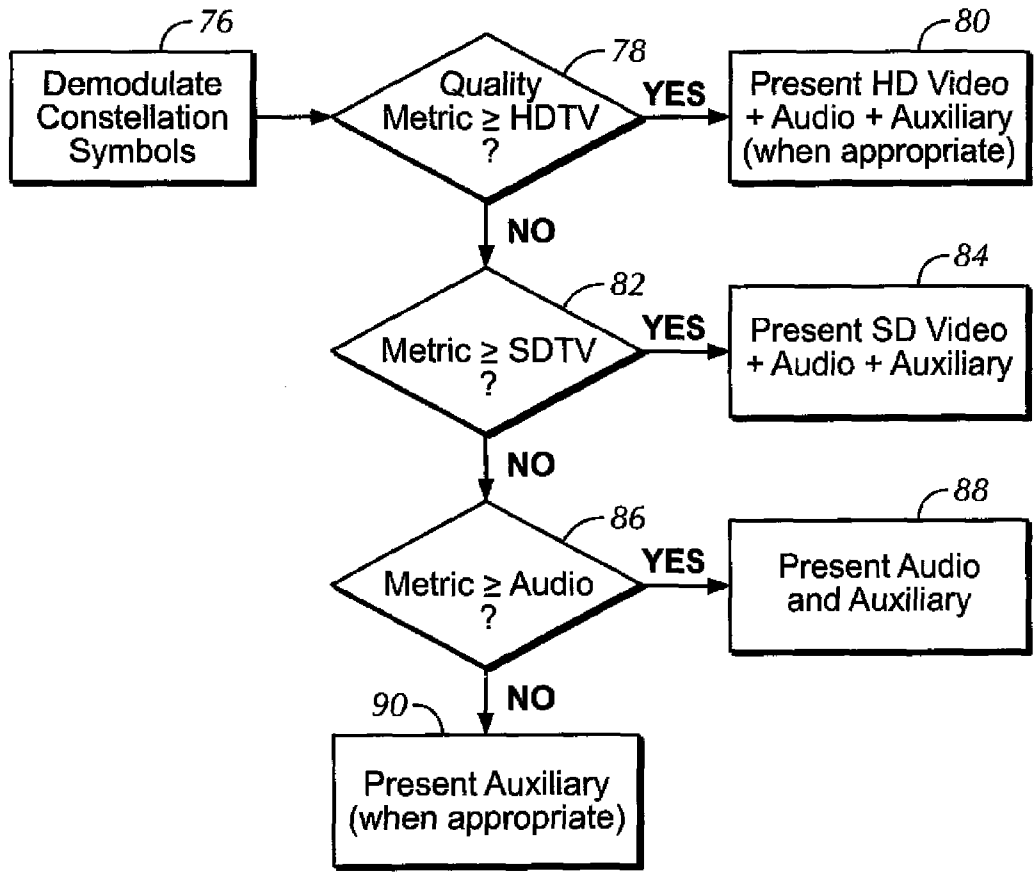 76
Demodulate
Constellation
Symbols
78
Quality
Metric ≥ HDTV
?
YES
80
Present HD Video
+ Audio + Auxiliary
(when appropriate)
NO
82
Metric ≥ SDTV
?
YES
84
Present SD Video
+ Audio + Auxiliary
NO
86
Metric ≥ Audio
?
YES
88
Present Audio
and Auxiliary
NO
90
Present Auxiliary
(when appropriate)